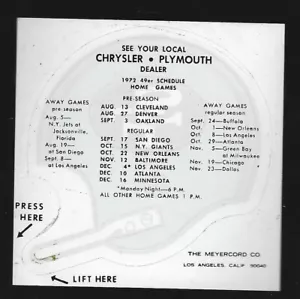 SEE YOUR LOCAL
CHRYSLER • PLYMOUTH
DEALER
1972 49er SCHEDULE
HOME GAMES
PRE-SEASON
AUG. 13 CLEVELAND
AUG. 27 DENVER
SEPT. 3 OAKLAND
REGULAR
SEPT. 17 SAN DIEGO
OCT. 15 N.Y. GIANTS
OCT. 22 NEW ORLEANS
NOV. 12 BALTIMORE
DEC. 4* LOS ANGELES
DEC. 10 ATLANTA
DEC. 16 MINNESOTA
*Monday Night—6 P.M.
ALL OTHER HOME GAMES 1 P.M.
AWAY GAMES
pre season
Aug. 5—
N.Y. Jets at
Jacksonville,
Florida
Aug. 19—
at San Diego
Sept. 8—
at Los Angeles
AWAY GAMES
regular season
Sept. 24—Buffalo
Oct. 1—New Orleans
Oct. 8—Los Angeles
Oct. 29—Atlanta
Nov. 5—Green Bay
at Milwaukee
Nov. 19—Chicago
Nov. 23—Dallas
PRESS
HERE
LIFT HERE
THE MEYERCORD CO.
LOS ANGELES, CALIF. 90040